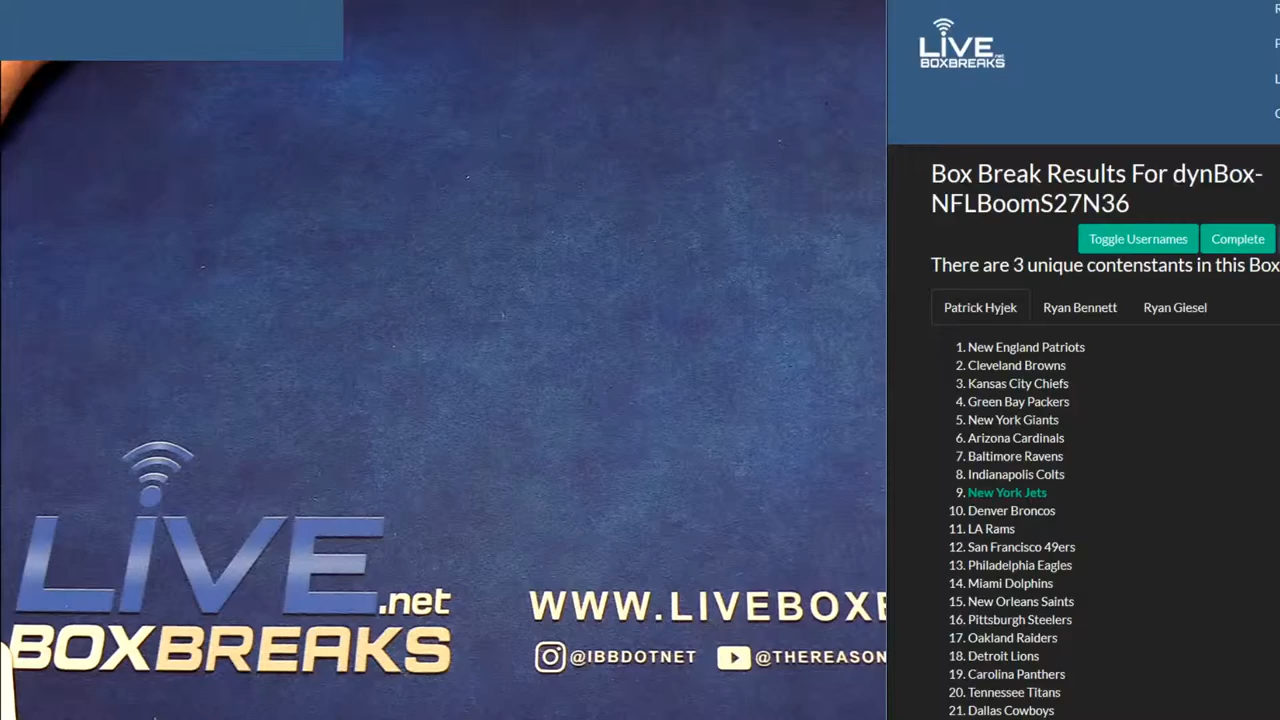 LIVE
.net
BOXBREAKS
WWW.LIVEBOX
@IBBDOTNET
@THEREASON
LIVE.net
BOXBREAKS
Box Break Results For dynBox-
NFLBoomS27N36
Toggle Usernames
Complete
There are 3 unique contenstants in this Box
Patrick Hyjek
Ryan Bennett
Ryan Giesel
1. New England Patriots
2. Cleveland Browns
3. Kansas City Chiefs
4. Green Bay Packers
5. New York Giants
6. Arizona Cardinals
7. Baltimore Ravens
8. Indianapolis Colts
9. New York Jets
10. Denver Broncos
11. LA Rams
12. San Francisco 49ers
13. Philadelphia Eagles
14. Miami Dolphins
15. New Orleans Saints
16. Pittsburgh Steelers
17. Oakland Raiders
18. Detroit Lions
19. Carolina Panthers
20. Tennessee Titans
21. Dallas Cowboys